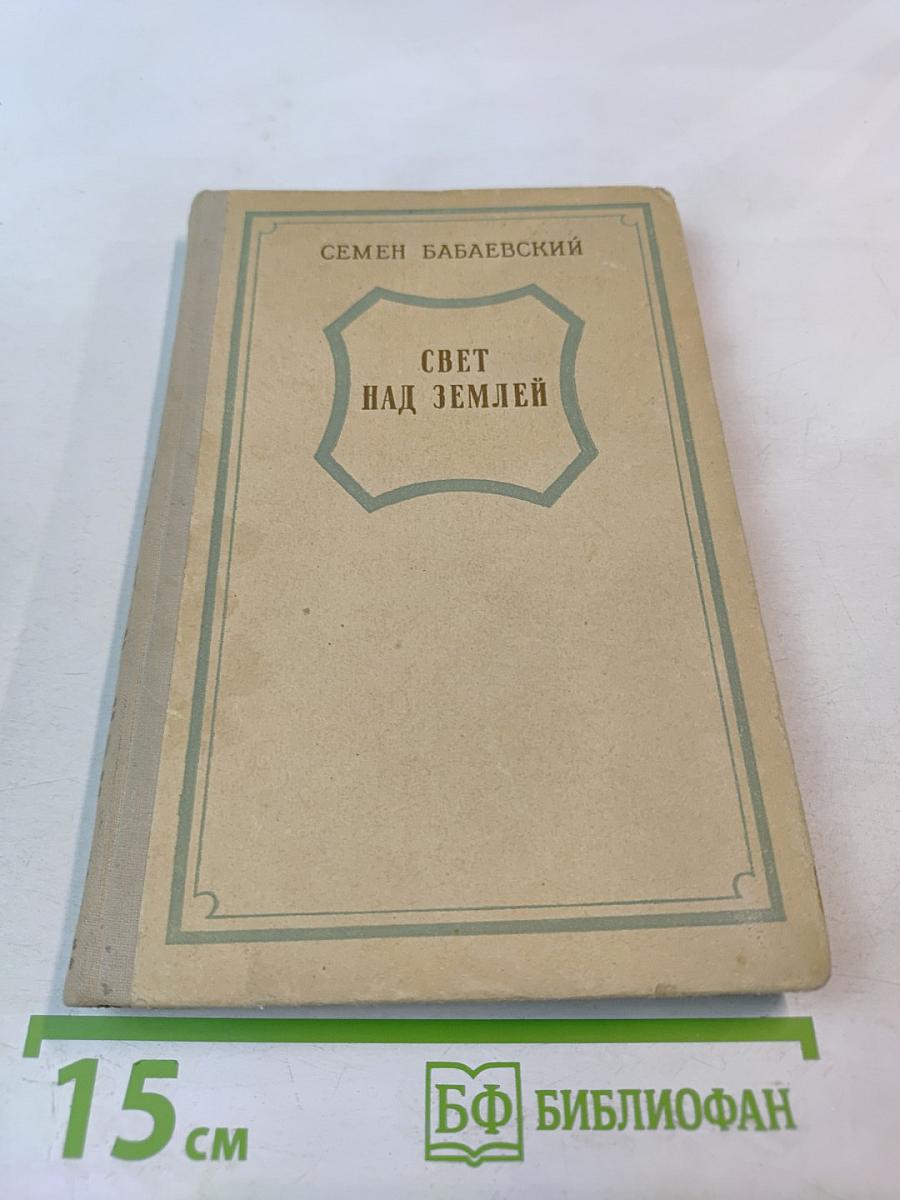 СЕМЕН БАБАЕВСКИЙ
СВЕТ
НАД ЗЕМЛЕЙ
15 см
БФ БИБЛИОФАН